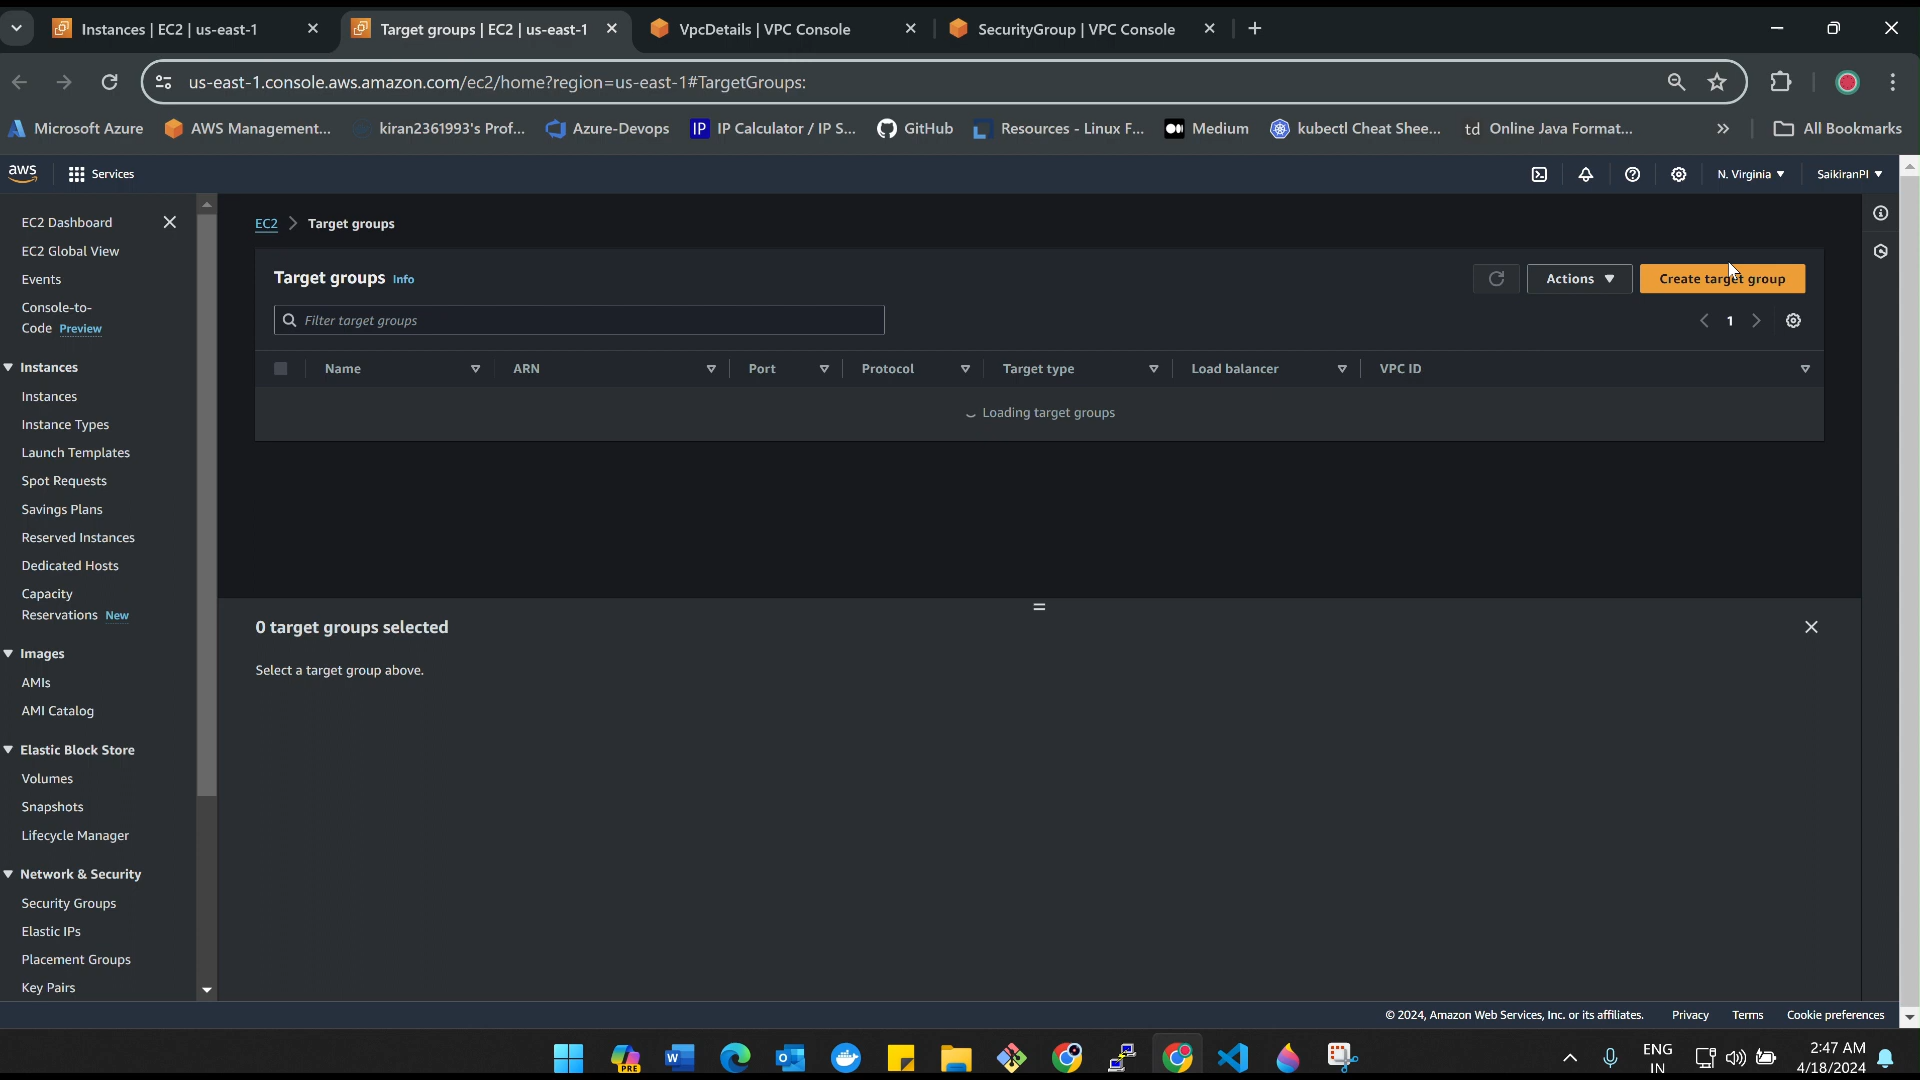 Instances | EC2 | us-east-1
Target groups | EC2 | us-east-1
VpcDetails | VPC Console
SecurityGroup | VPC Console
us-east-1.console.aws.amazon.com/ec2/home?region=us-east-1#TargetGroups:
Microsoft Azure
AWS Management...
kiran2361993's Prof...
Azure-Devops
IP
IP Calculator / IP S...
GitHub
Resources - Linux F...
Medium
kubectl Cheat Shee...
td
Online Java Format...
All Bookmarks
aws
Services
N. Virginia
SaikiranPI
EC2 Dashboard
EC2 Global View
Events
Console-to-
Code Preview
Instances
Instances
Instance Types
Launch Templates
Spot Requests
Savings Plans
Reserved Instances
Dedicated Hosts
Capacity
Reservations New
Images
AMIs
AMI Catalog
Elastic Block Store
Volumes
Snapshots
Lifecycle Manager
Network & Security
Security Groups
Elastic IPs
Placement Groups
Key Pairs
EC2 > Target groups
Target groups Info
Actions
Create target group
Filter target groups
1
Name
ARN
Port
Protocol
Target type
Load balancer
VPC ID
Loading target groups
0 target groups selected
Select a target group above.
© 2024, Amazon Web Services, Inc. or its affiliates.
Privacy
Terms
Cookie preferences
PRE
ENG
IN
2:47 AM
4/18/2024